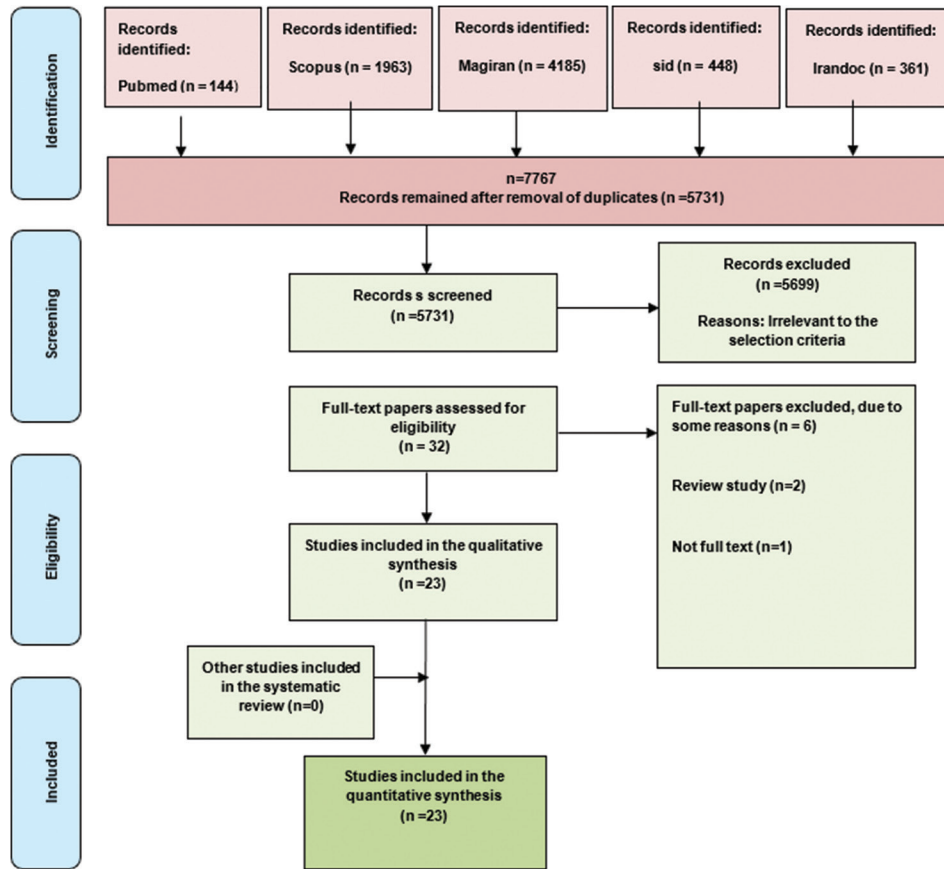 Identification
Records
identified:
Pubmed (n = 144)
Records identified:
Scopus (n = 1963)
Records identified:
Magiran (n = 4185)
Records identified:
sid (n = 448)
Records identified:
Irandoc (n = 361)
n=7767
Records remained after removal of duplicates (n =5731)
Screening
Records s screened
(n =5731)
Records excluded
(n =5699)
Reasons: Irrelevant to the
selection criteria
Full-text papers assessed for
eligibility
(n = 32)
Full-text papers excluded, due to
some reasons (n = 6)
Review study (n=2)
Not full text (n=1)
Eligibility
Studies included in the qualitative
synthesis
(n =23)
Other studies included
in the systematic
review (n=0)
Included
Studies included in the
quantitative synthesis
(n =23)